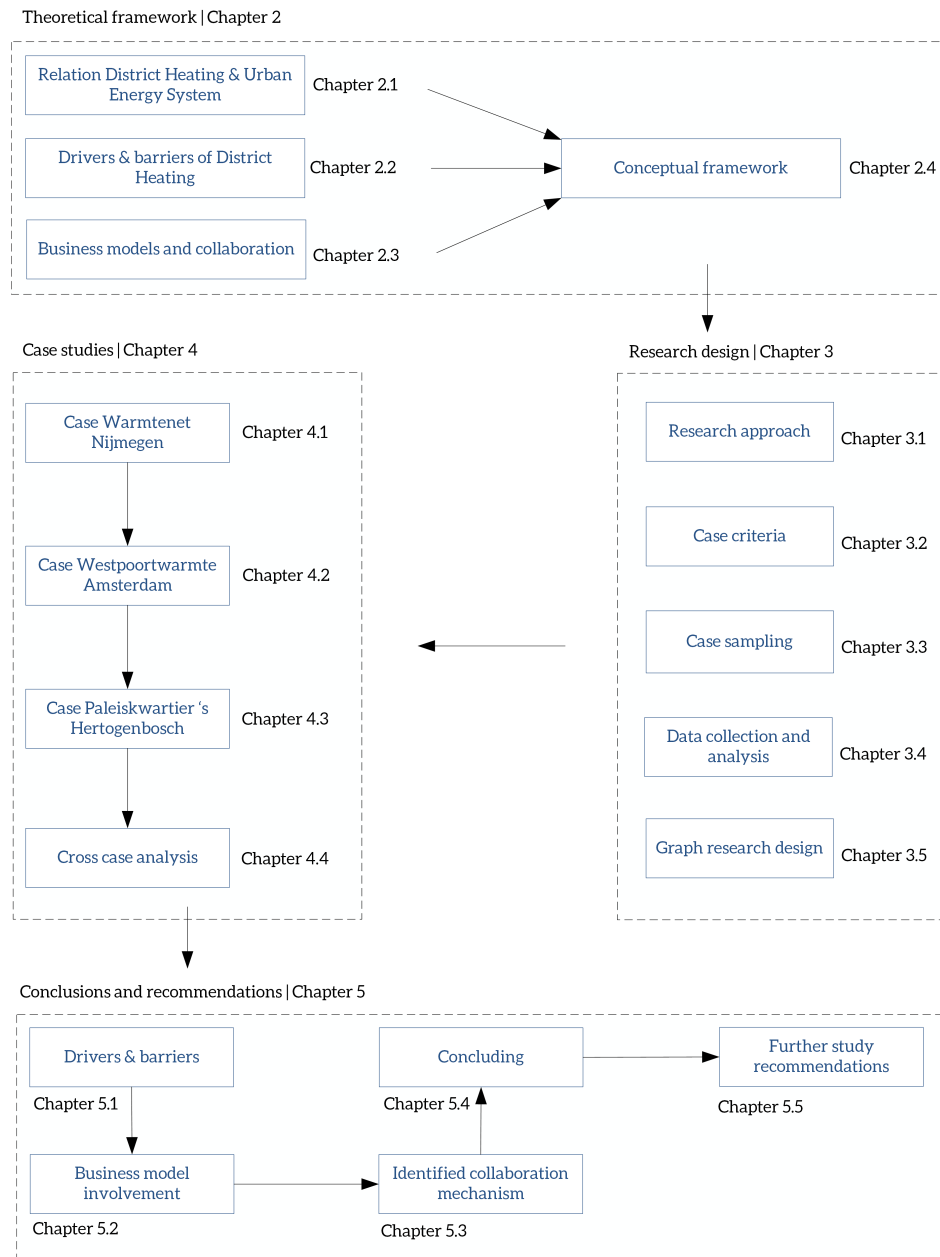 Theoretical framework | Chapter 2
Relation District Heating & Urban
Energy System
Chapter 2.1
Drivers & barriers of District
Heating
Chapter 2.2
Business models and collaboration
Chapter 2.3
Conceptual framework
Chapter 2.4
Research design | Chapter 3
Research approach
Chapter 3.1
Case criteria
Chapter 3.2
Case sampling
Chapter 3.3
Data collection and
analysis
Chapter 3.4
Graph research design
Chapter 3.5
Case studies | Chapter 4
Case Warmtenet
Nijmegen
Chapter 4.1
Case Westpoortwarmte
Amsterdam
Chapter 4.2
Case Paleiskwartier ‘s
Hertogenbosch
Chapter 4.3
Cross case analysis
Chapter 4.4
Conclusions and recommendations | Chapter 5
Drivers & barriers
Chapter 5.1
Business model
involvement
Chapter 5.2
Identified collaboration
mechanism
Chapter 5.3
Concluding
Chapter 5.4
Further study
recommendations
Chapter 5.5